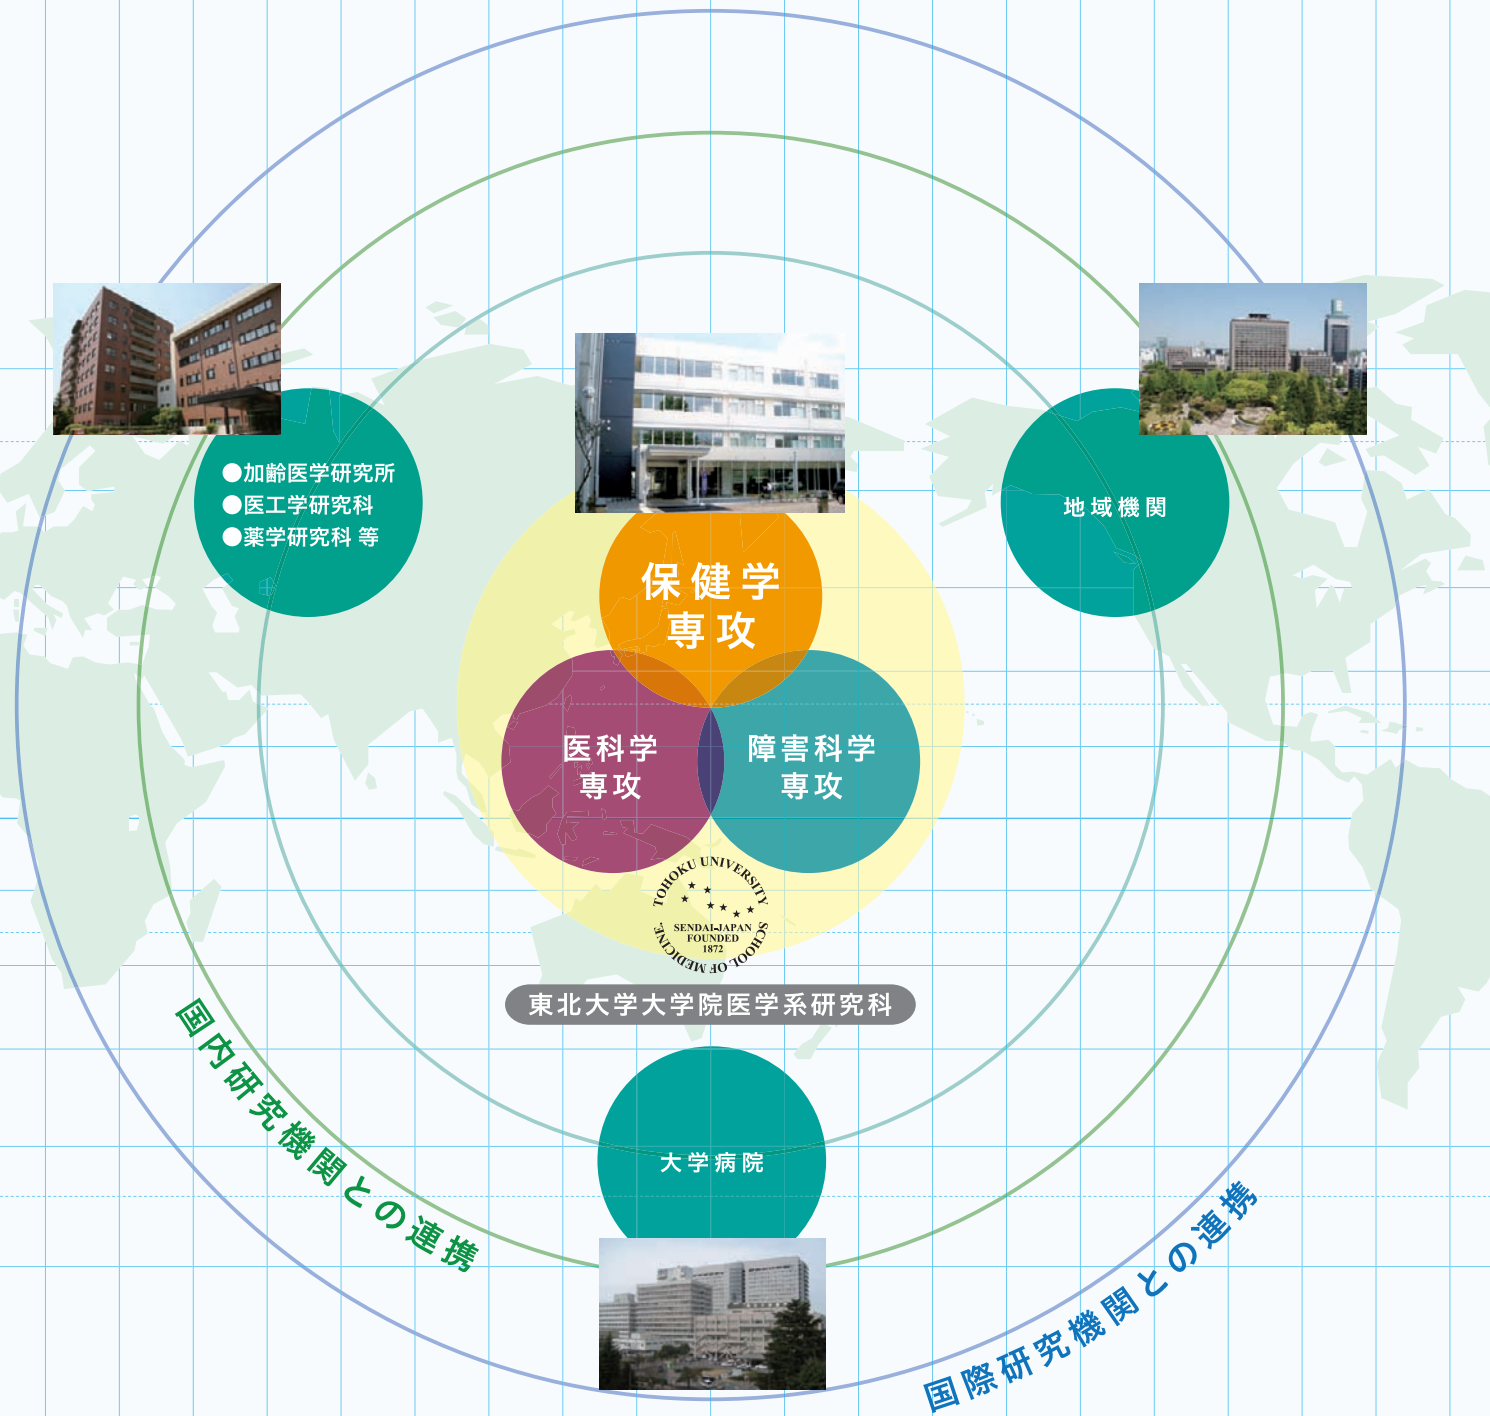 ●加齢医学研究所
●医工学研究科
●薬学研究科 等
地域機関
保健学
専攻
医科学
専攻
障害科学
専攻
TOHOKU UNIVERSITY
SENDAI-JAPAN
FOUNDED
1872
SCHOOL OF MEDICINE
東北大学大学院医学系研究科
国内研究機関との連携
大学病院
国際研究機関との連携